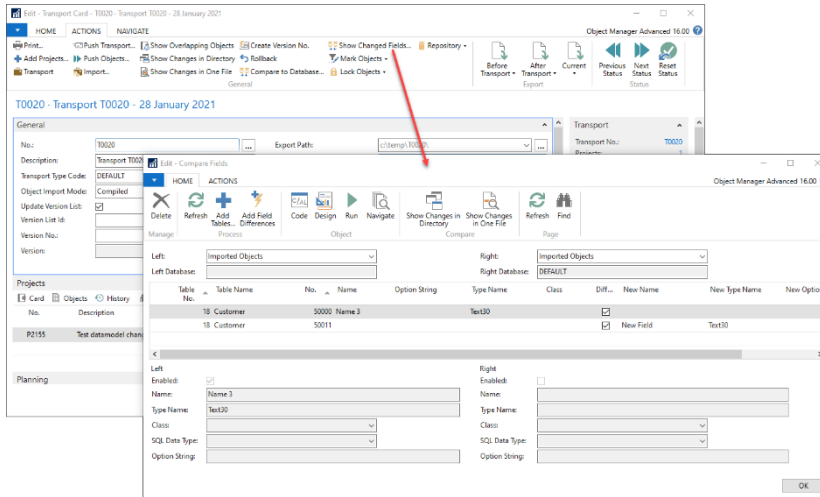 Edit - Transport Card - T0020 - Transport T0020 - 28 January 2021
HOME ACTIONS NAVIGATE Object Manager Advanced 16.00
Print... Push Transport... Show Overlapping Objects Create Version No. Show Changed Fields... Repository
Add Projects... Push Objects... Show Changes in Directory Rollback Mark Objects
Transport Import... Show Changes in One File Compare to Database... Lock Objects
Before Transport After Transport Current Previous Status Next Status Reset Status
General Export Status
T0020 · Transport T0020 - 28 January 2021
General Transport
No.: T0020 Export Path: c:\temp\T0020\ Transport No.: T0020
Description: Transport T002 Projects: 1
Transport Type Code: DEFAULT
Object Import Mode: Compiled
Update Version List:
Version List Id:
Version No.:
Version:
Projects
Card Objects History
No. Description
P2155 Test datamodel chan
Planning
Edit - Compare Fields
HOME ACTIONS Object Manager Advanced 16.00
Delete Refresh Add Tables... Add Field Differences Code Design Run Navigate Show Changes in Directory Show Changes in One File Refresh Find
Manage Process Object Compare Page
Left: Imported Objects Right: Imported Objects
Left Database: Right Database: DEFAULT
Table No. Table Name No. Name Option String Type Name Class Diff... New Name New Type Name New Option
18 Customer 50000 Name 3 Text30
18 Customer 50011 New Field Text30
Left Right
Enabled: Enabled:
Name: Name 3 Name:
Type Name: Text30 Type Name:
Class: Class:
SQL Data Type: SQL Data Type:
Option String: Option String:
OK